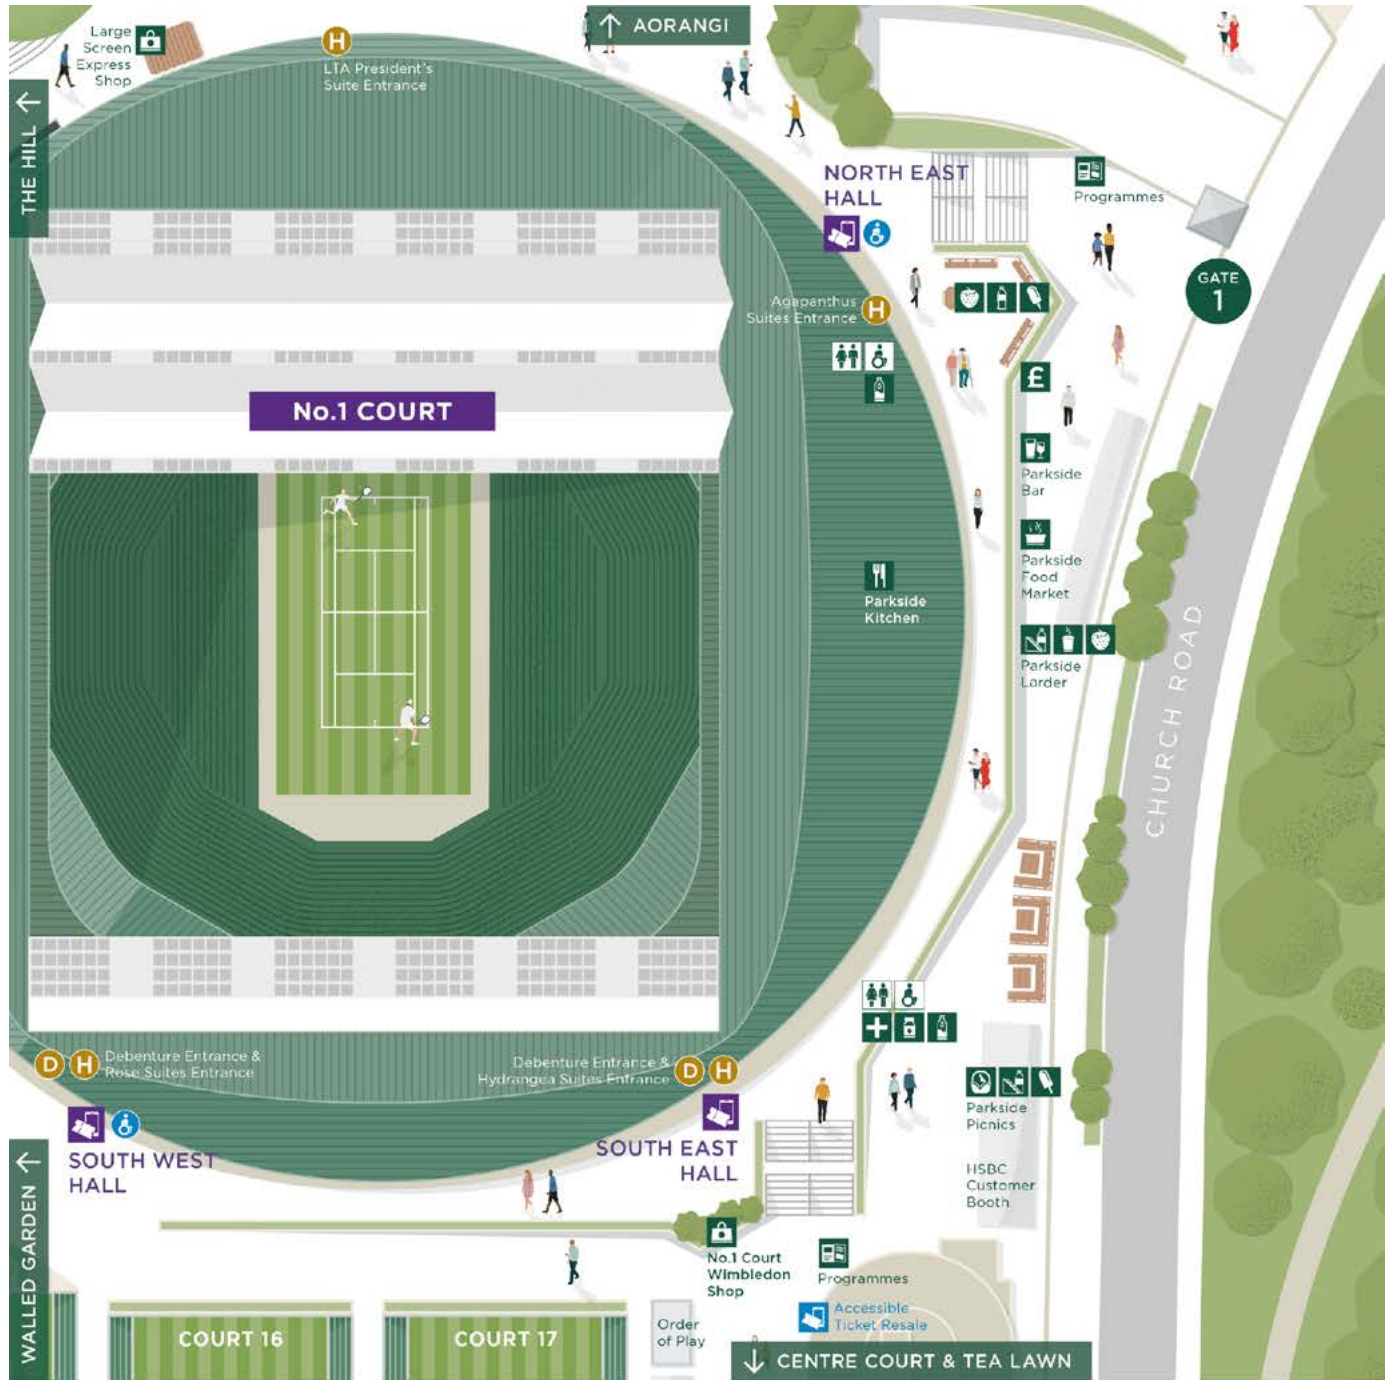 ↑ AORANGI
Large
Screen
Express
Shop
H
LTA President's
Suite Entrance
THE HILL ↑
NORTH EAST
HALL
Programmes
GATE
1
Agapanthus
Suites Entrance
H
£
No.1 COURT
Parkside
Bar
Parkside
Food
Market
Parkside
Kitchen
Parkside
Larder
CHURCH ROAD
D H
Debenture Entrance &
Rose Suites Entrance
Debenture Entrance &
Hydrangea Suites Entrance
D H
SOUTH WEST
HALL
SOUTH EAST
HALL
Parkside
Picnics
HSBC
Customer
Booth
WALLED GARDEN ↑
No.1 Court
Wimbledon
Shop
Programmes
Accessible
Ticket Resale
COURT 16
COURT 17
Order
of Play
↓ CENTRE COURT & TEA LAWN